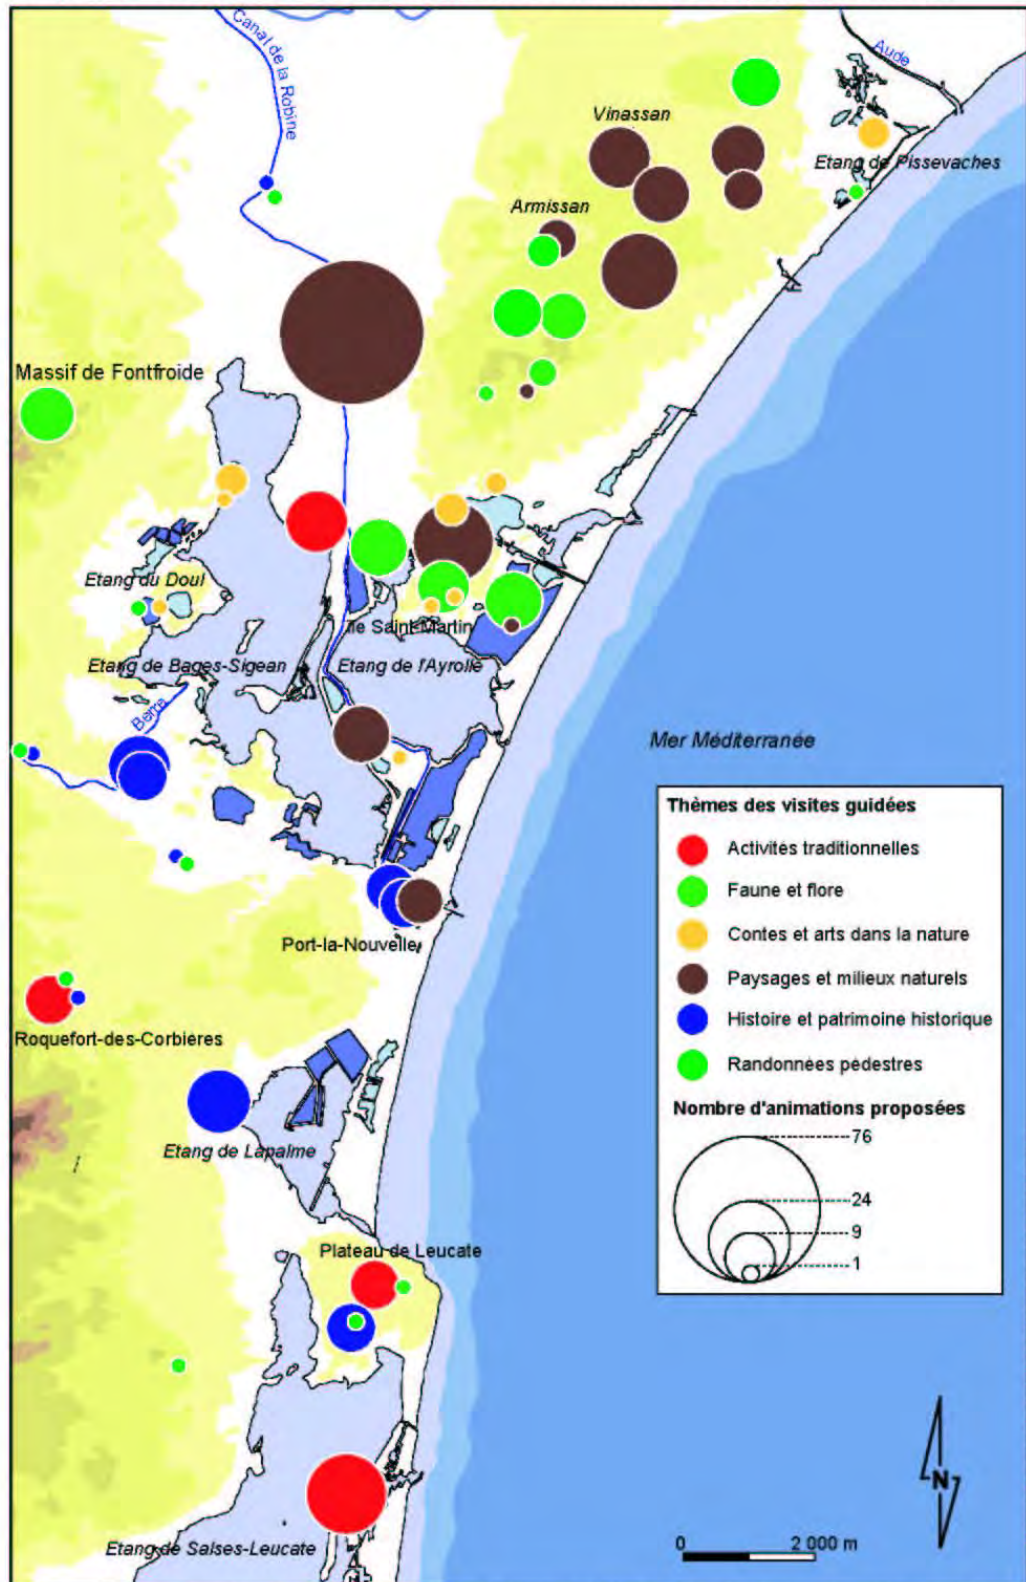 Canal de la Robine
Aude
Vinassan
Etang de Pissevaches
Armissan
Massif de Fontfroide
Etang du Doul
Ile Saint-Martin
Etang de Bages-Sigean
Etang de l'Ayrolle
Berre
Mer Méditerranée
Port-la-Nouvelle
Roquefort-des-Corbières
Etang de Lapalme
Plateau de Leucate
Etang de Salses-Leucate
Thèmes des visites guidées
Activités traditionnelles
Faune et flore
Contes et arts dans la nature
Paysages et milieux naturels
Histoire et patrimoine historique
Randonnées pédestres
Nombre d'animations proposées
76
24
9
1
N
0 2 000 m